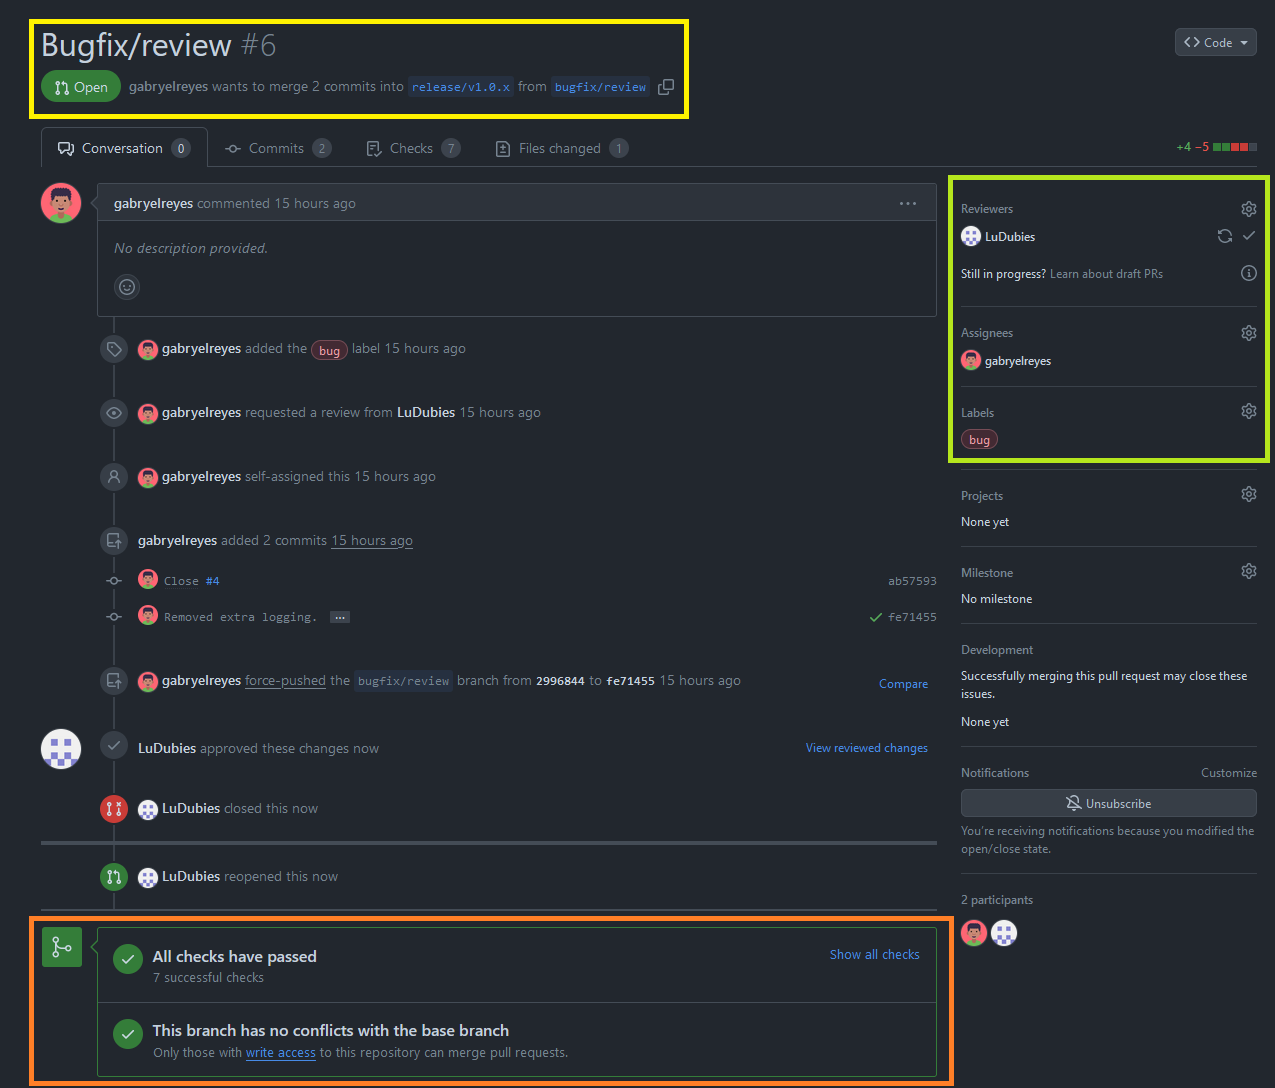 Bugfix/review #6
Code
Open gabryelreyes wants to merge 2 commits into release/v1.0.x from bugfix/review
Conversation 0 Commits 2 Checks 7 Files changed 1
+4 −5
gabryelreyes commented 15 hours ago
No description provided.
gabryelreyes added the bug label 15 hours ago
gabryelreyes requested a review from LuDubies 15 hours ago
gabryelreyes self-assigned this 15 hours ago
gabryelreyes added 2 commits 15 hours ago
Close #4 ab57593
Removed extra logging. ... fe71455
gabryelreyes force-pushed the bugfix/review branch from 2996844 to fe71455 15 hours ago
Compare
LuDubies approved these changes now
View reviewed changes
LuDubies closed this now
LuDubies reopened this now
All checks have passed
Show all checks
7 successful checks
This branch has no conflicts with the base branch
Only those with write access to this repository can merge pull requests.
Reviewers
LuDubies
Still in progress? Learn about draft PRs
Assignees
gabryelreyes
Labels
bug
Projects
None yet
Milestone
No milestone
Development
Successfully merging this pull request may close these
issues.
None yet
Notifications Customize
Unsubscribe
You're receiving notifications because you modified the
open/close state.
2 participants